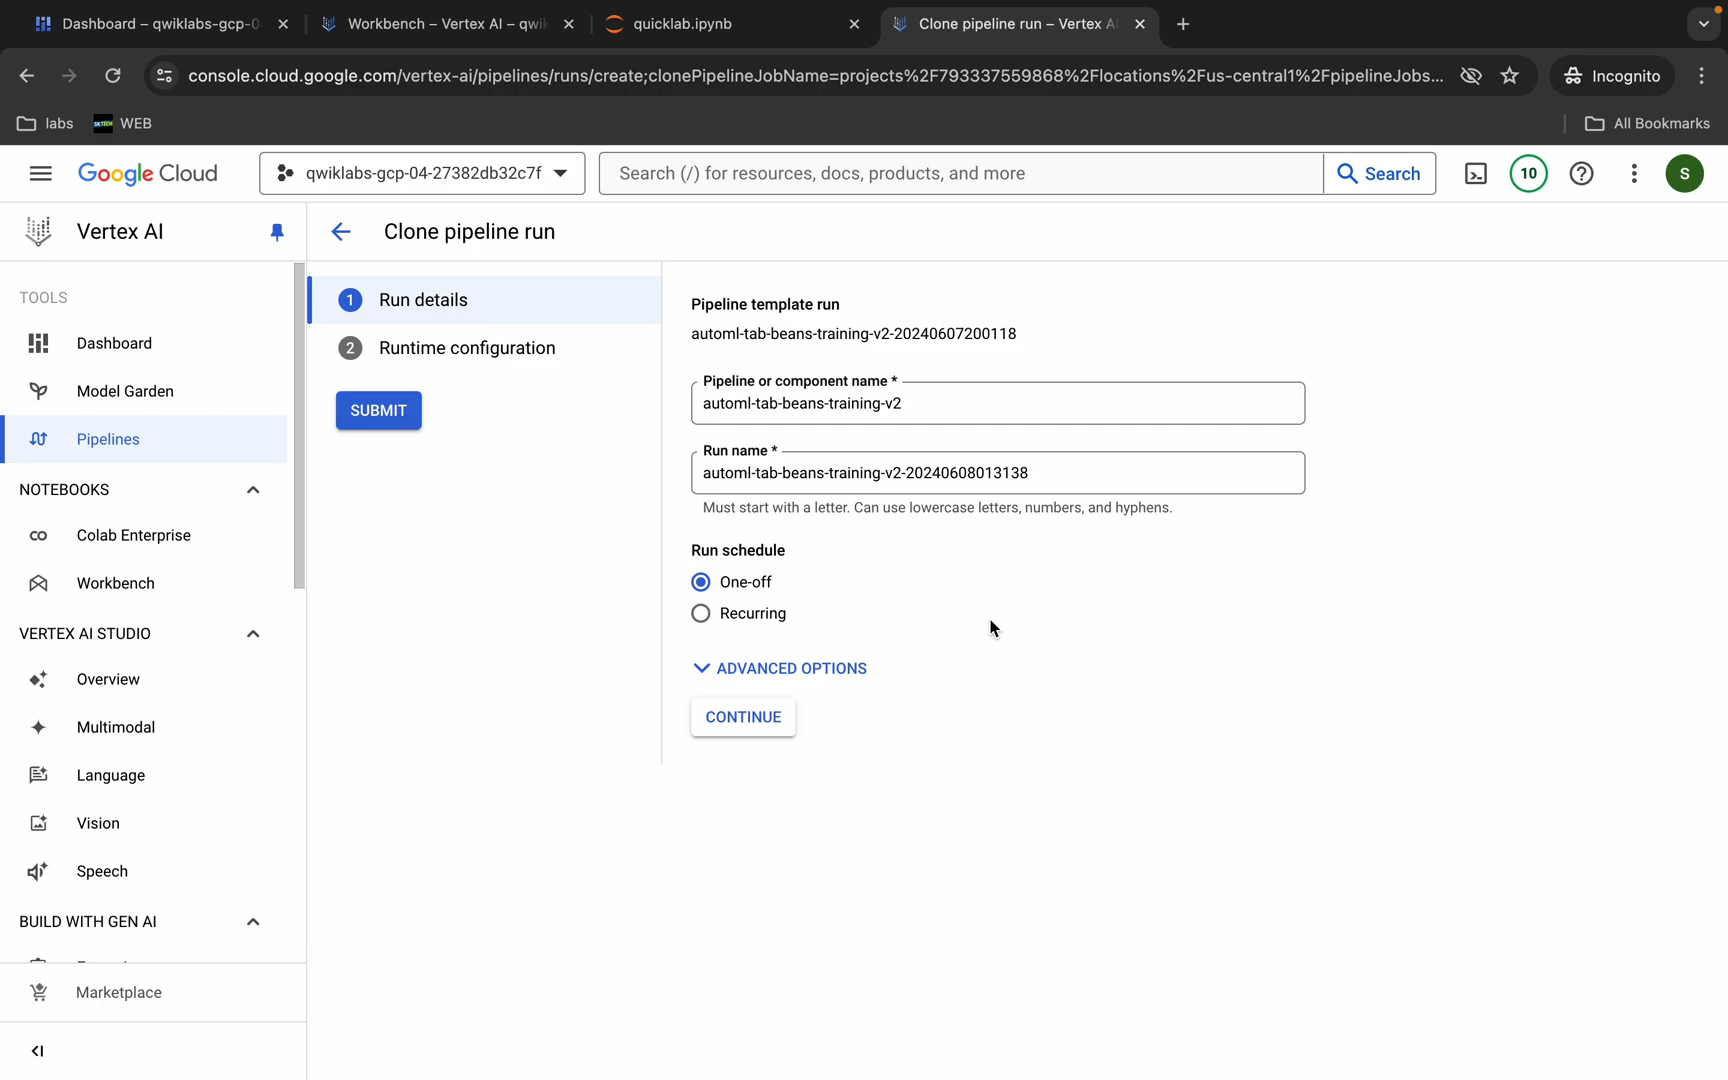 Dashboard – qwiklabs-gcp-0
Workbench – Vertex AI – qwik
quicklab.ipynb
Clone pipeline run – Vertex A
console.cloud.google.com/vertex-ai/pipelines/runs/create;clonePipelineJobName=projects%2F793337559868%2Flocations%2Fus-central1%2FpipelineJobs...
Incognito
labs
WEB
All Bookmarks
Google Cloud
qwiklabs-gcp-04-27382db32c7f
Search (/) for resources, docs, products, and more
Search
10
S
Vertex AI
Clone pipeline run
TOOLS
Dashboard
Model Garden
Pipelines
NOTEBOOKS
Colab Enterprise
Workbench
VERTEX AI STUDIO
Overview
Multimodal
Language
Vision
Speech
BUILD WITH GEN AI
Marketplace
1 Run details
2 Runtime configuration
SUBMIT
Pipeline template run
automl-tab-beans-training-v2-20240607200118
Pipeline or component name *
automl-tab-beans-training-v2
Run name *
automl-tab-beans-training-v2-20240608013138
Must start with a letter. Can use lowercase letters, numbers, and hyphens.
Run schedule
One-off
Recurring
ADVANCED OPTIONS
CONTINUE